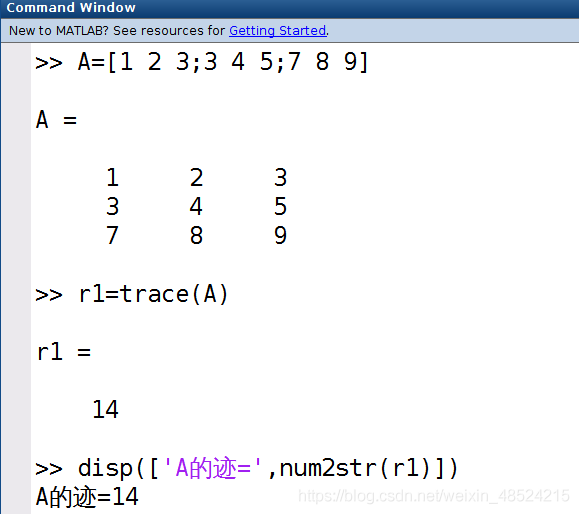 Command Window
New to MATLAB? See resources for Getting Started.
>> A=[1 2 3;3 4 5;7 8 9]
A =
1 2 3
3 4 5
7 8 9
>> r1=trace(A)
r1 =
14
>> disp(['A的迹=',num2str(r1)])
A的迹=14
https://blog.csdn.net/weixin_48524215